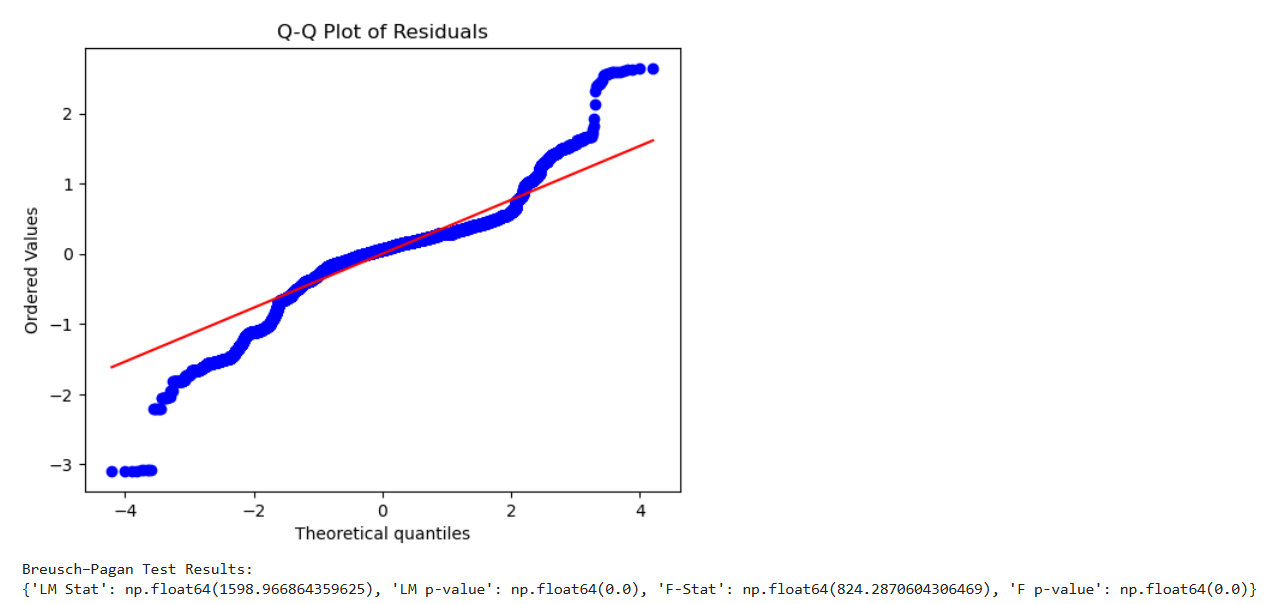 Q-Q Plot of Residuals
2
1
0
−1
−2
−3
Ordered Values
−4 −2 0 2 4
Theoretical quantiles
Breusch–Pagan Test Results:
{'LM Stat': np.float64(1598.966864359625), 'LM p-value': np.float64(0.0), 'F-Stat': np.float64(824.2870604306469), 'F p-value': np.float64(0.0)}